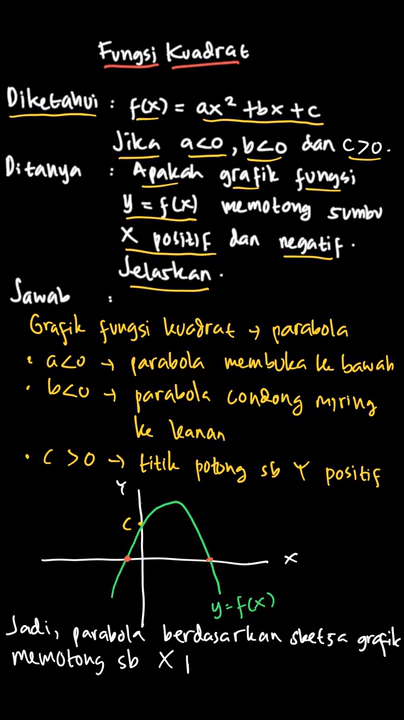 Fungsi Kuadrat
Diketahui : f(x) = ax² + bx + c
Jika a<0, b<0 dan c>0.
Ditanya : Apakah grafik fungsi
y = f(x) memotong sumbu
X positif dan negatif.
Jelaskan.
Jawab :
Grafik fungsi kuadrat → parabola
• a<0 → parabola membuka ke bawah
• b<0 → parabola condong miring
ke kanan
• c>0 → titik potong sb Y positif
Y
C
X
y=f(x)
Jadi, parabola berdasarkan sketsa grafik
memotong sb X